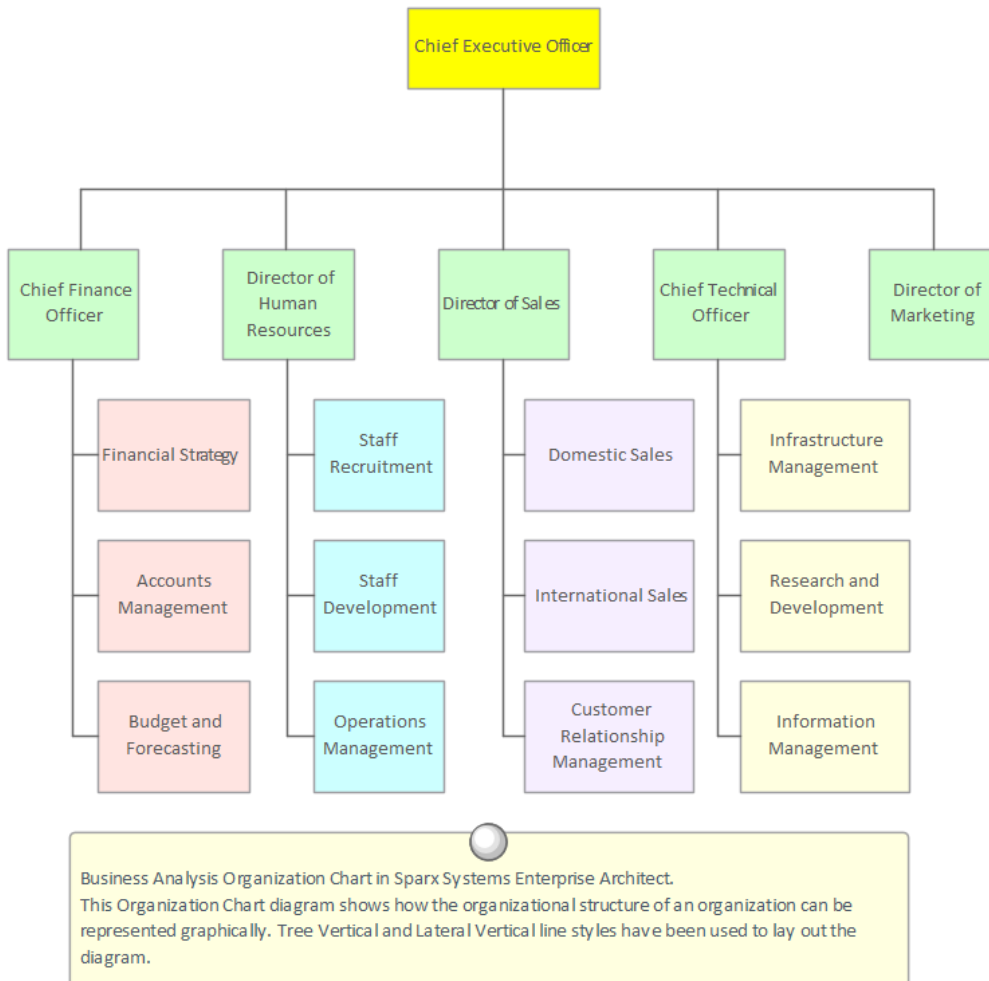 Chief Executive Officer
Chief Finance
Officer
Director of
Human
Resources
Director of Sales
Chief Technical
Officer
Director of
Marketing
Financial Strategy
Staff
Recruitment
Domestic Sales
Infrastructure
Management
Accounts
Management
Staff
Development
International Sales
Research and
Development
Budget and
Forecasting
Operations
Management
Customer
Relationship
Management
Information
Management
Business Analysis Organization Chart in Sparx Systems Enterprise Architect.
This Organization Chart diagram shows how the organizational structure of an organization can be
represented graphically. Tree Vertical and Lateral Vertical line styles have been used to lay out the
diagram.